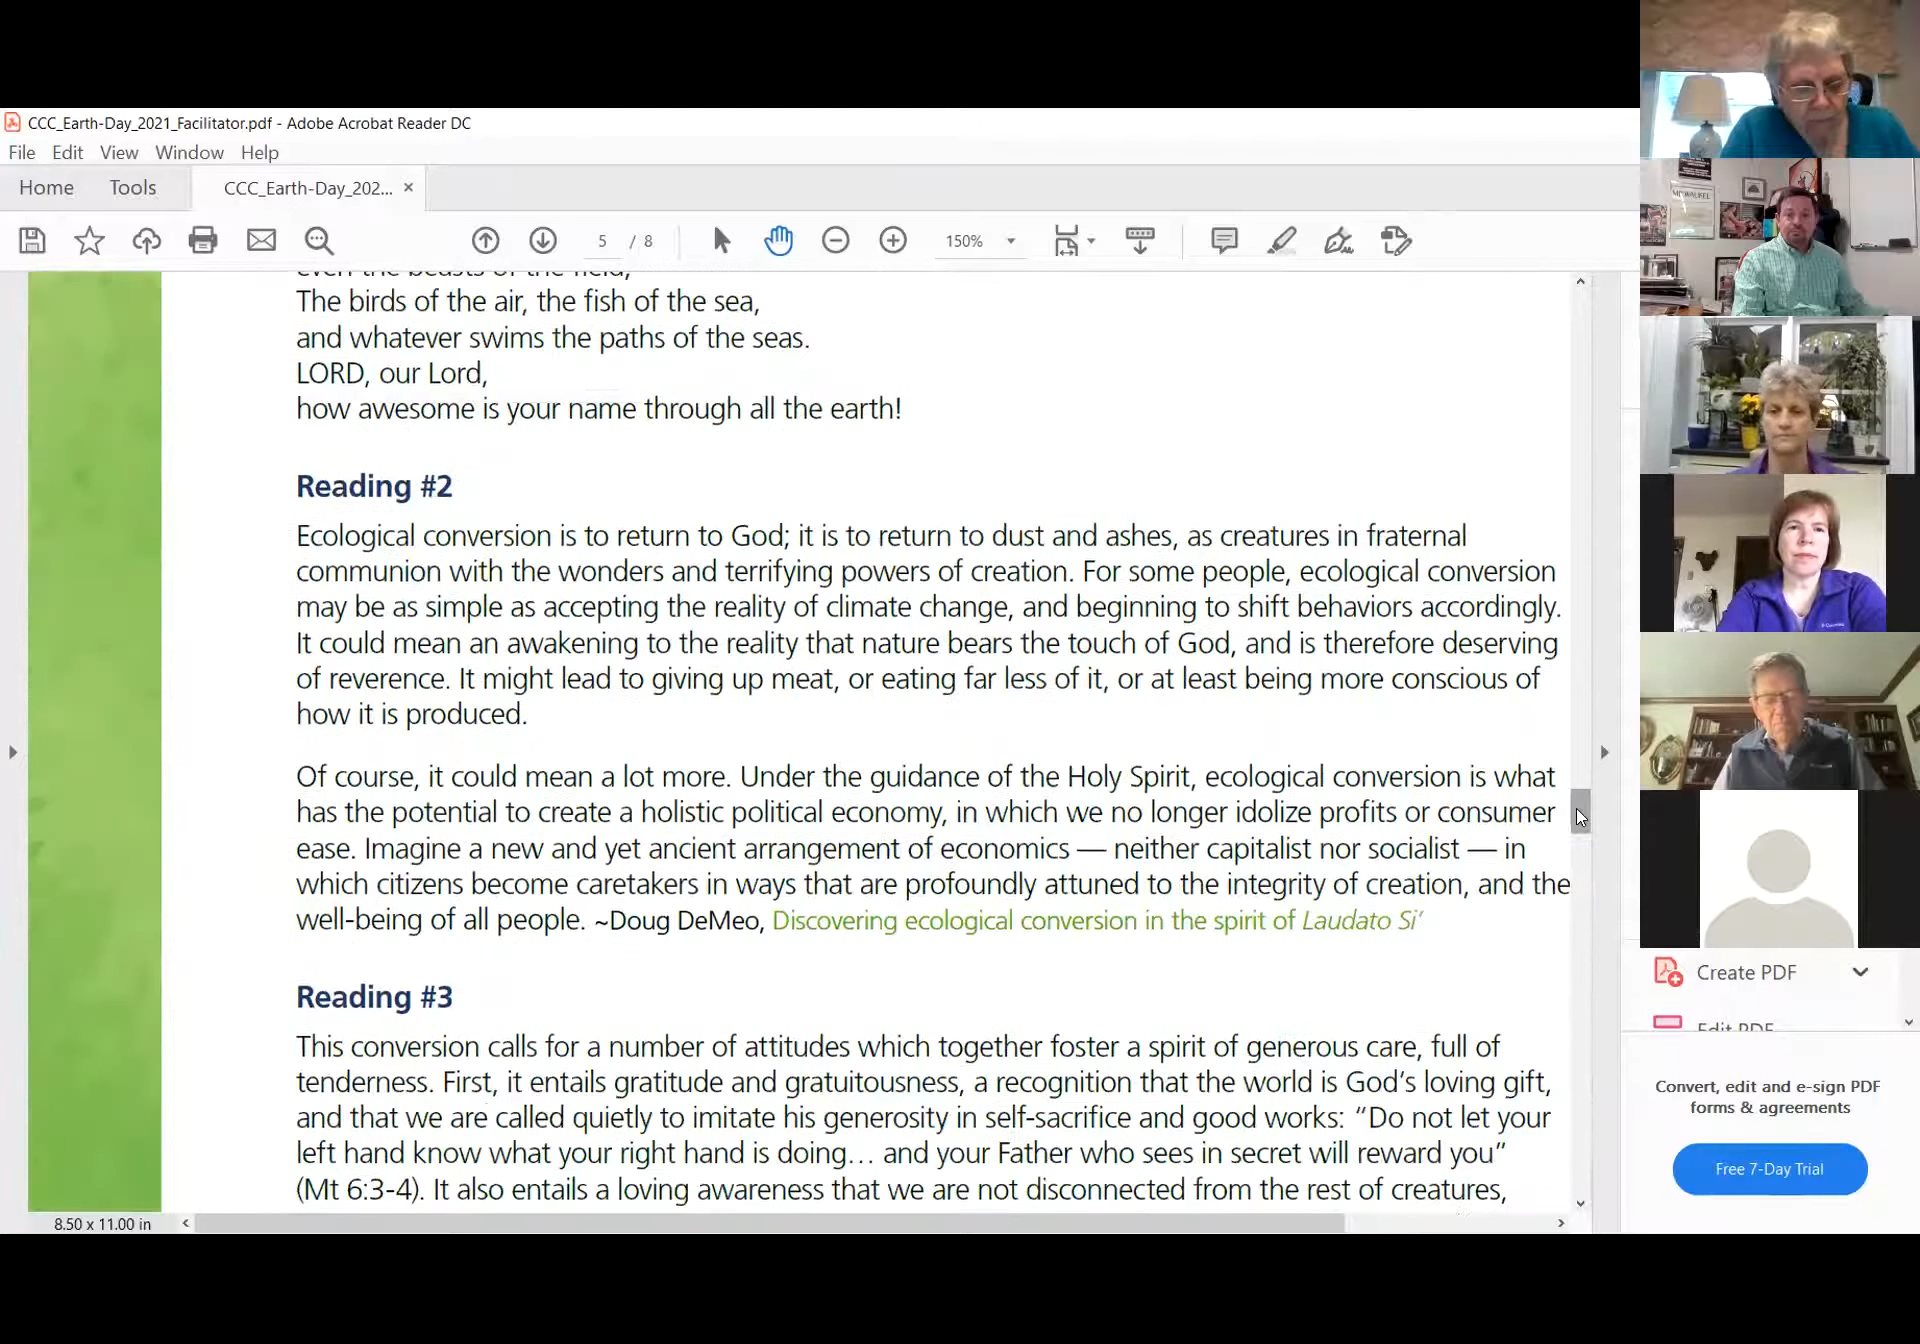 CCC_Earth-Day_2021_Facilitator.pdf - Adobe Acrobat Reader DC
File Edit View Window Help
Home Tools CCC_Earth-Day_202... ×
5 / 8 150%
even the beasts of the field,
The birds of the air, the fish of the sea,
and whatever swims the paths of the seas.
LORD, our Lord,
how awesome is your name through all the earth!
Reading #2
Ecological conversion is to return to God; it is to return to dust and ashes, as creatures in fraternal
communion with the wonders and terrifying powers of creation. For some people, ecological conversion
may be as simple as accepting the reality of climate change, and beginning to shift behaviors accordingly.
It could mean an awakening to the reality that nature bears the touch of God, and is therefore deserving
of reverence. It might lead to giving up meat, or eating far less of it, or at least being more conscious of
how it is produced.
Of course, it could mean a lot more. Under the guidance of the Holy Spirit, ecological conversion is what
has the potential to create a holistic political economy, in which we no longer idolize profits or consumer
ease. Imagine a new and yet ancient arrangement of economics — neither capitalist nor socialist — in
which citizens become caretakers in ways that are profoundly attuned to the integrity of creation, and the
well-being of all people. ~Doug DeMeo, Discovering ecological conversion in the spirit of Laudato Si’
Reading #3
This conversion calls for a number of attitudes which together foster a spirit of generous care, full of
tenderness. First, it entails gratitude and gratuitousness, a recognition that the world is God’s loving gift,
and that we are called quietly to imitate his generosity in self-sacrifice and good works: “Do not let your
left hand know what your right hand is doing… and your Father who sees in secret will reward you”
(Mt 6:3-4). It also entails a loving awareness that we are not disconnected from the rest of creatures,
8.50 x 11.00 in
Create PDF
Edit PDF
Convert, edit and e-sign PDF
forms & agreements
Free 7-Day Trial